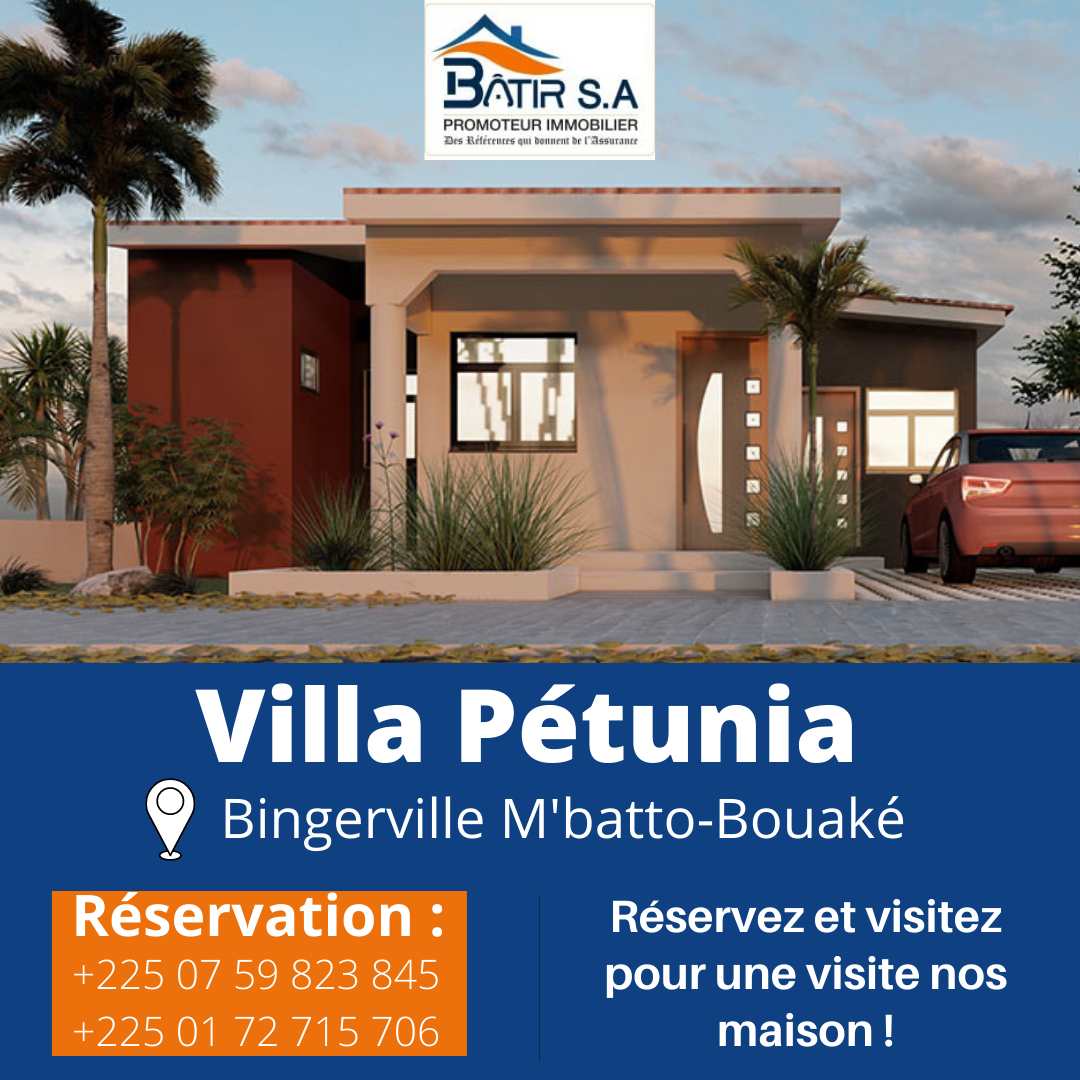 BÂTIR S.A
PROMOTEUR IMMOBILIER
Des Références qui donnent de l'Assurance
Villa Pétunia
Bingerville M'batto-Bouaké
Réservation :
+225 07 59 823 845
+225 01 72 715 706
Réservez et visitez
pour une visite nos
maison !